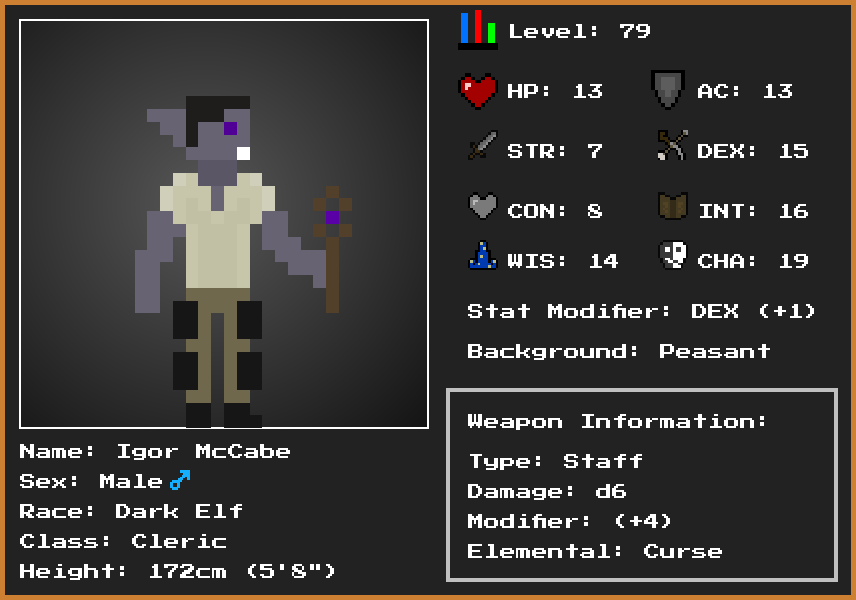 Level: 79
HP: 13 AC: 13
STR: 7 DEX: 15
CON: 8 INT: 16
WIS: 14 CHA: 19
Stat Modifier: DEX (+1)
Background: Peasant
Weapon Information:
Type: Staff
Damage: d6
Modifier: (+4)
Elemental: Curse
Name: Igor McCabe
Sex: Male♂
Race: Dark Elf
Class: Cleric
Height: 172cm (5'8")